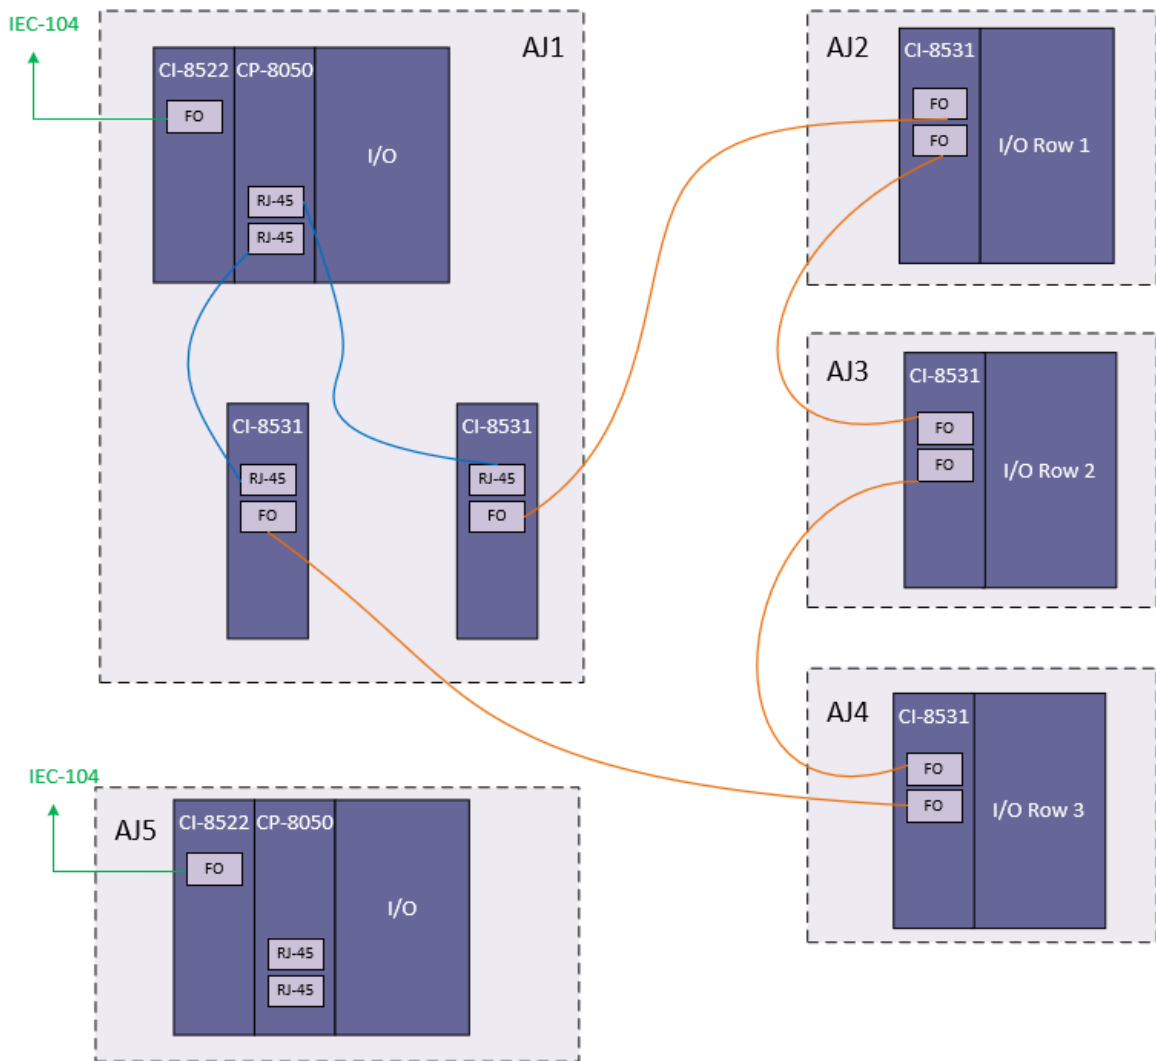 IEC-104
AJ1
CI-8522 CP-8050
FO
I/O
RJ-45
RJ-45
CI-8531
RJ-45
FO
CI-8531
RJ-45
FO
AJ2
CI-8531
FO
FO
I/O Row 1
AJ3
CI-8531
FO
FO
I/O Row 2
AJ4
CI-8531
FO
FO
I/O Row 3
IEC-104
AJ5
CI-8522 CP-8050
FO
I/O
RJ-45
RJ-45